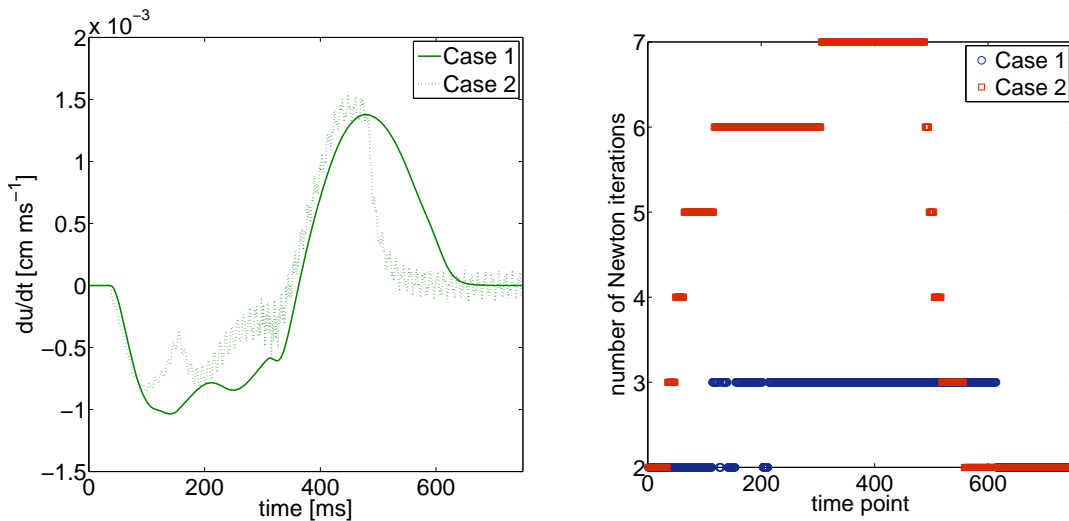 x 10⁻³
2
1.5
1
0.5
0
−0.5
−1
−1.5
du/dt [cm ms⁻¹]
Case 1
Case 2
0
200
400
600
time [ms]
7
6
5
4
3
2
number of Newton iterations
Case 1
Case 2
0
200
400
600
time point